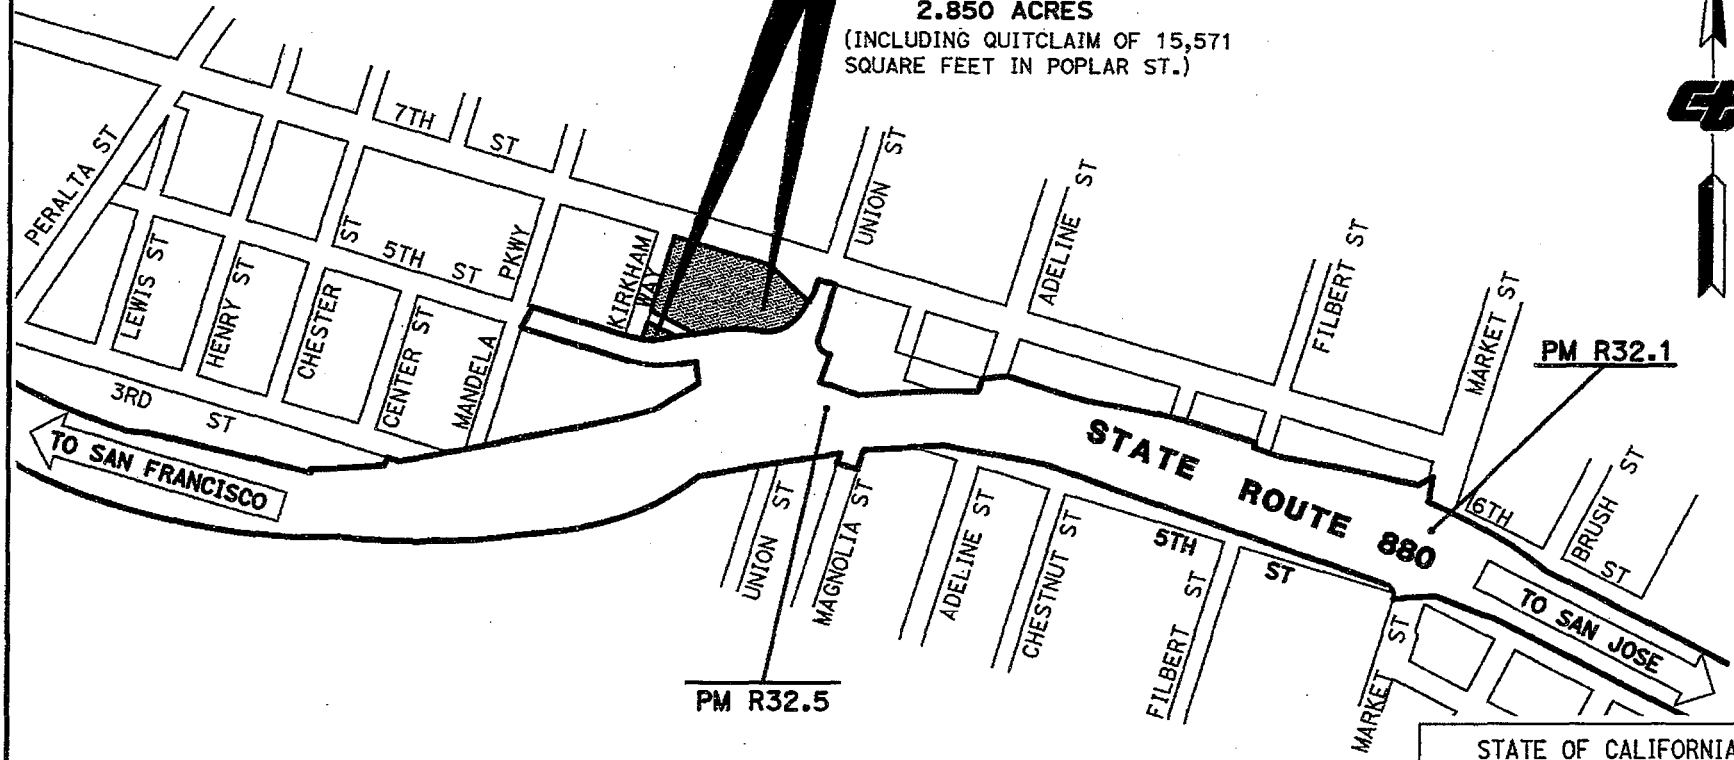 2.850 ACRES
(INCLUDING QUITCLAIM OF 15,571
SQUARE FEET IN POPLAR ST.)
7TH ST
PERALTA ST
UNION ST
ADELINE ST
FILBERT ST
MARKET ST
5TH ST
ST
PKWY
KIRKHAM
WAY
LEWIS ST
HENRY ST
CHESTER
CENTER ST
MANDELA
3RD ST
TO SAN FRANCISCO
PM R32.1
STATE ROUTE 880
6TH ST
BRUSH ST
UNION ST
MAGNOLIA ST
ADELINE ST
CHESTNUT ST
5TH ST
FILBERT ST
MARKET ST
TO SAN JOSE
PM R32.5
STATE OF CALIFORNIA